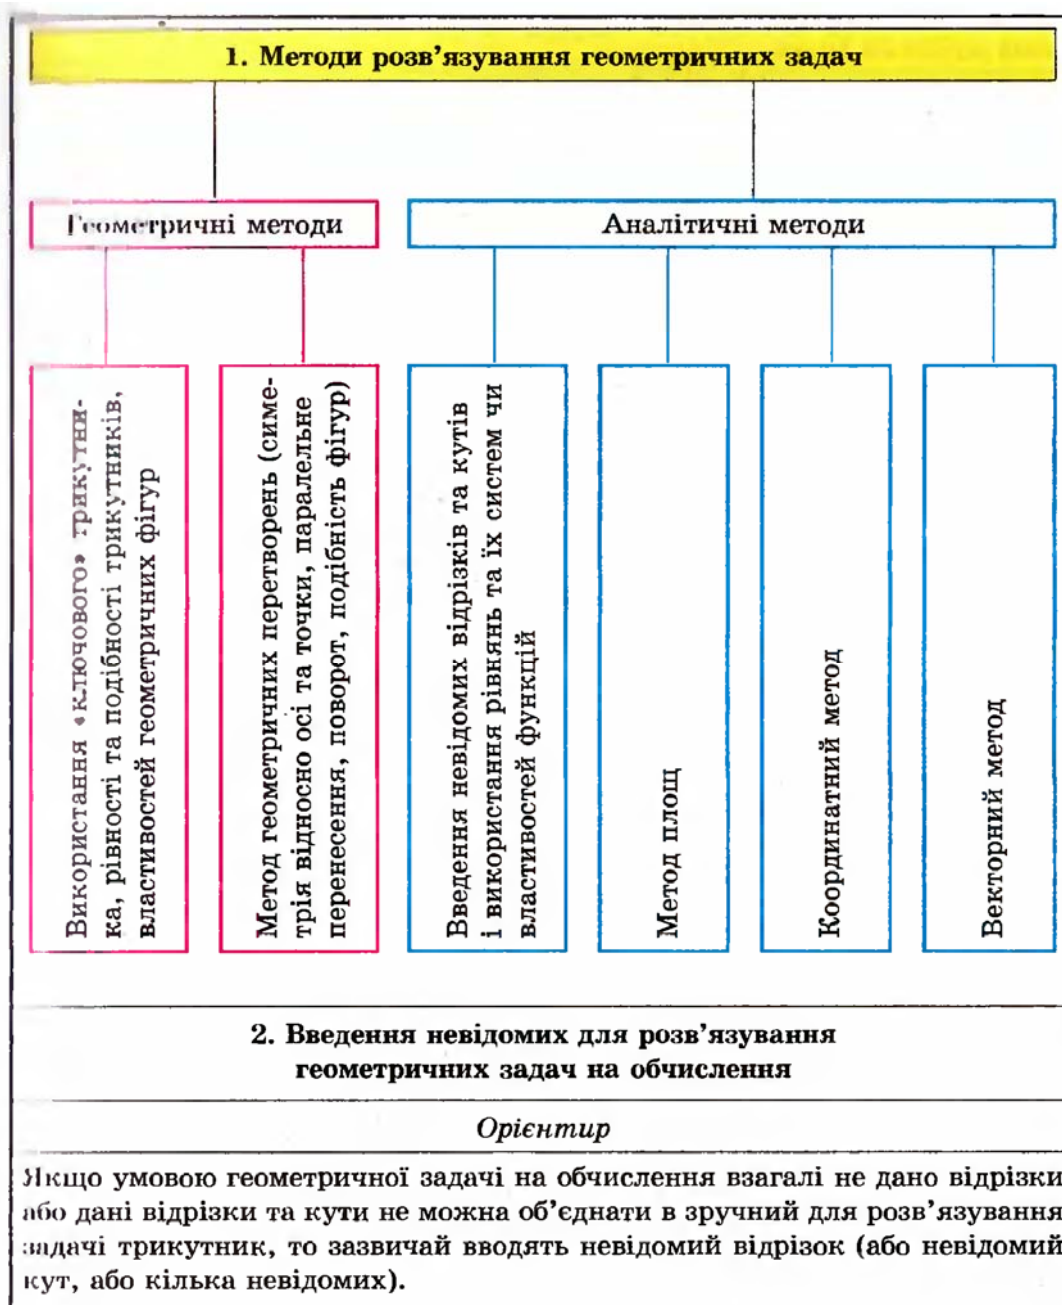 1. Методи розв'язування геометричних задач
Геометричні методи
Аналітичні методи
Використання «ключового» трикутни-
ка, рівності та подібності трикутників,
властивостей геометричних фігур
Метод геометричних перетворень (симе-
трія відносно осі та точки, паралельне
перенесення, поворот, подібність фігур)
Введення невідомих відрізків та кутів
і використання рівнянь та їх систем чи
властивостей функцій
Метод площ
Координатний метод
Векторний метод
2. Введення невідомих для розв'язування
геометричних задач на обчислення
Орієнтир
Якщо умовою геометричної задачі на обчислення взагалі не дано відрізки
або дані відрізки та кути не можна об'єднати в зручний для розв'язування
задачі трикутник, то зазвичай вводять невідомий відрізок (або невідомий
кут, або кілька невідомих).